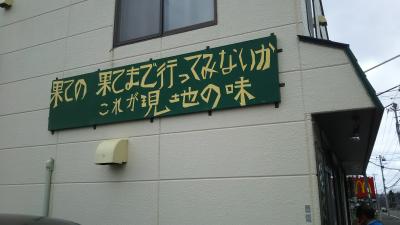 果ての 果てまで行ってみないか
これが現地の味